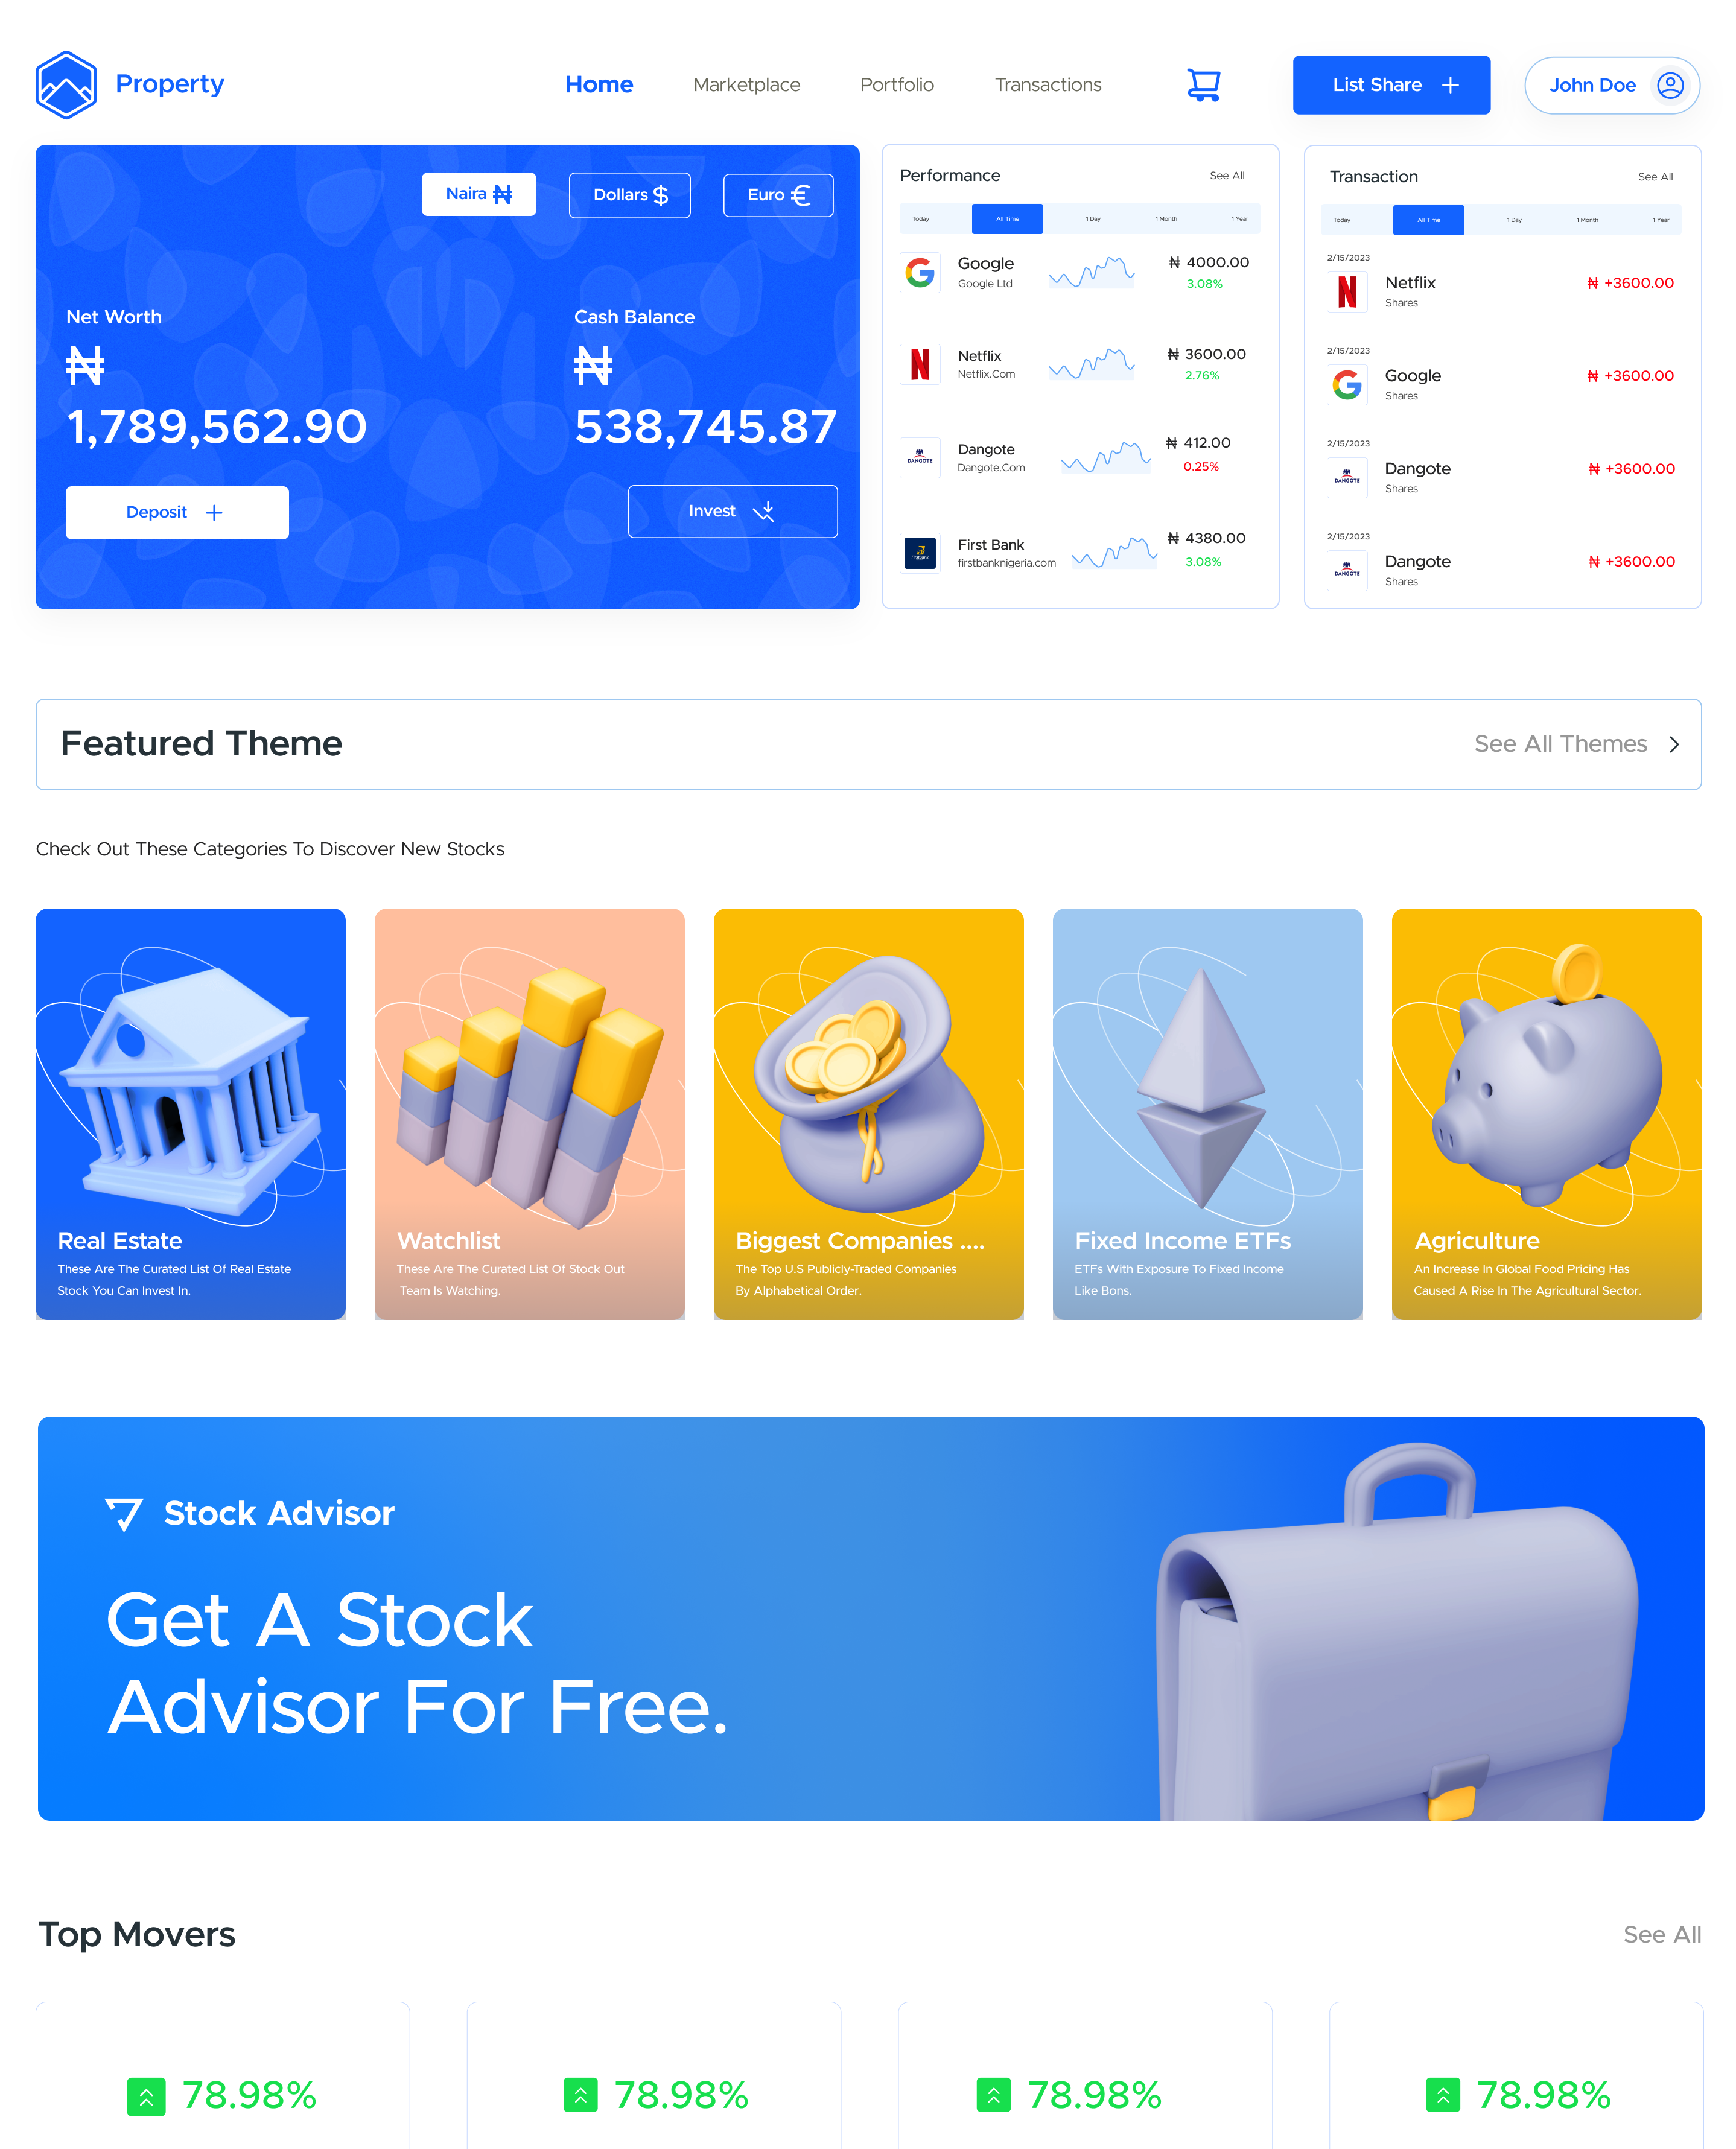 Property
Home
Marketplace
Portfolio
Transactions
List Share
John Doe
Naira ₦
Dollars $
Euro €
Net Worth
₦
1,789,562.90
Cash Balance
₦
538,745.87
Deposit
Invest
Performance
See All
Today
All Time
1 Day
1 Month
1 Year
Google
Google Ltd
₦ 4000.00
3.08%
Netflix
Netflix.Com
₦ 3600.00
2.76%
DANGOTE
Dangote
Dangote.Com
₦ 412.00
0.25%
FirstBank
First Bank
firstbanknigeria.com
₦ 4380.00
3.08%
Transaction
See All
Today
All Time
1 Day
1 Month
1 Year
2/15/2023
Netflix
Shares
₦ +3600.00
2/15/2023
Google
Shares
₦ +3600.00
2/15/2023
DANGOTE
Dangote
Shares
₦ +3600.00
2/15/2023
DANGOTE
Dangote
Shares
₦ +3600.00
Featured Theme
See All Themes
Check Out These Categories To Discover New Stocks
Real Estate
These Are The Curated List Of Real Estate
Stock You Can Invest In.
Watchlist
These Are The Curated List Of Stock Out
Team Is Watching.
Biggest Companies ....
The Top U.S Publicly-Traded Companies
By Alphabetical Order.
Fixed Income ETFs
ETFs With Exposure To Fixed Income
Like Bons.
Agriculture
An Increase In Global Food Pricing Has
Caused A Rise In The Agricultural Sector.
Stock Advisor
Get A Stock
Advisor For Free.
Top Movers
See All
78.98%
78.98%
78.98%
78.98%